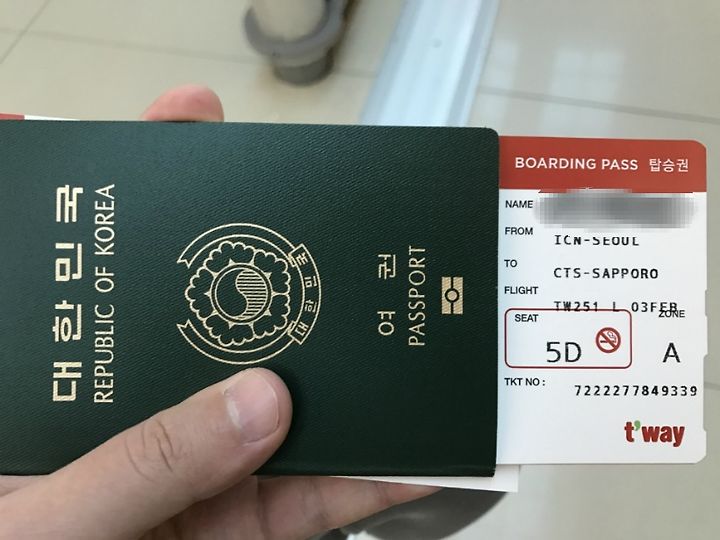 대한민국
REPUBLIC OF KOREA
여권
PASSPORT
BOARDING PASS 탑승권
NAME
FROM
ICN-SEOUL
TO
CTS-SAPPORO
FLIGHT
TW251 L 03FEB
SEAT
ZONE
5D
A
TKT NO :
7222277849339
t'way